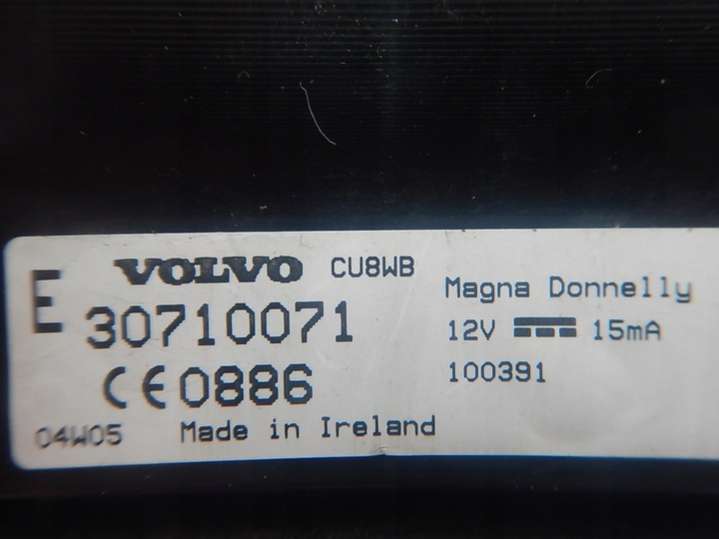 E VOLVO CU8WB
30710071
CE0886
04W05 Made in Ireland
Magna Donnelly
12V 15mA
100391